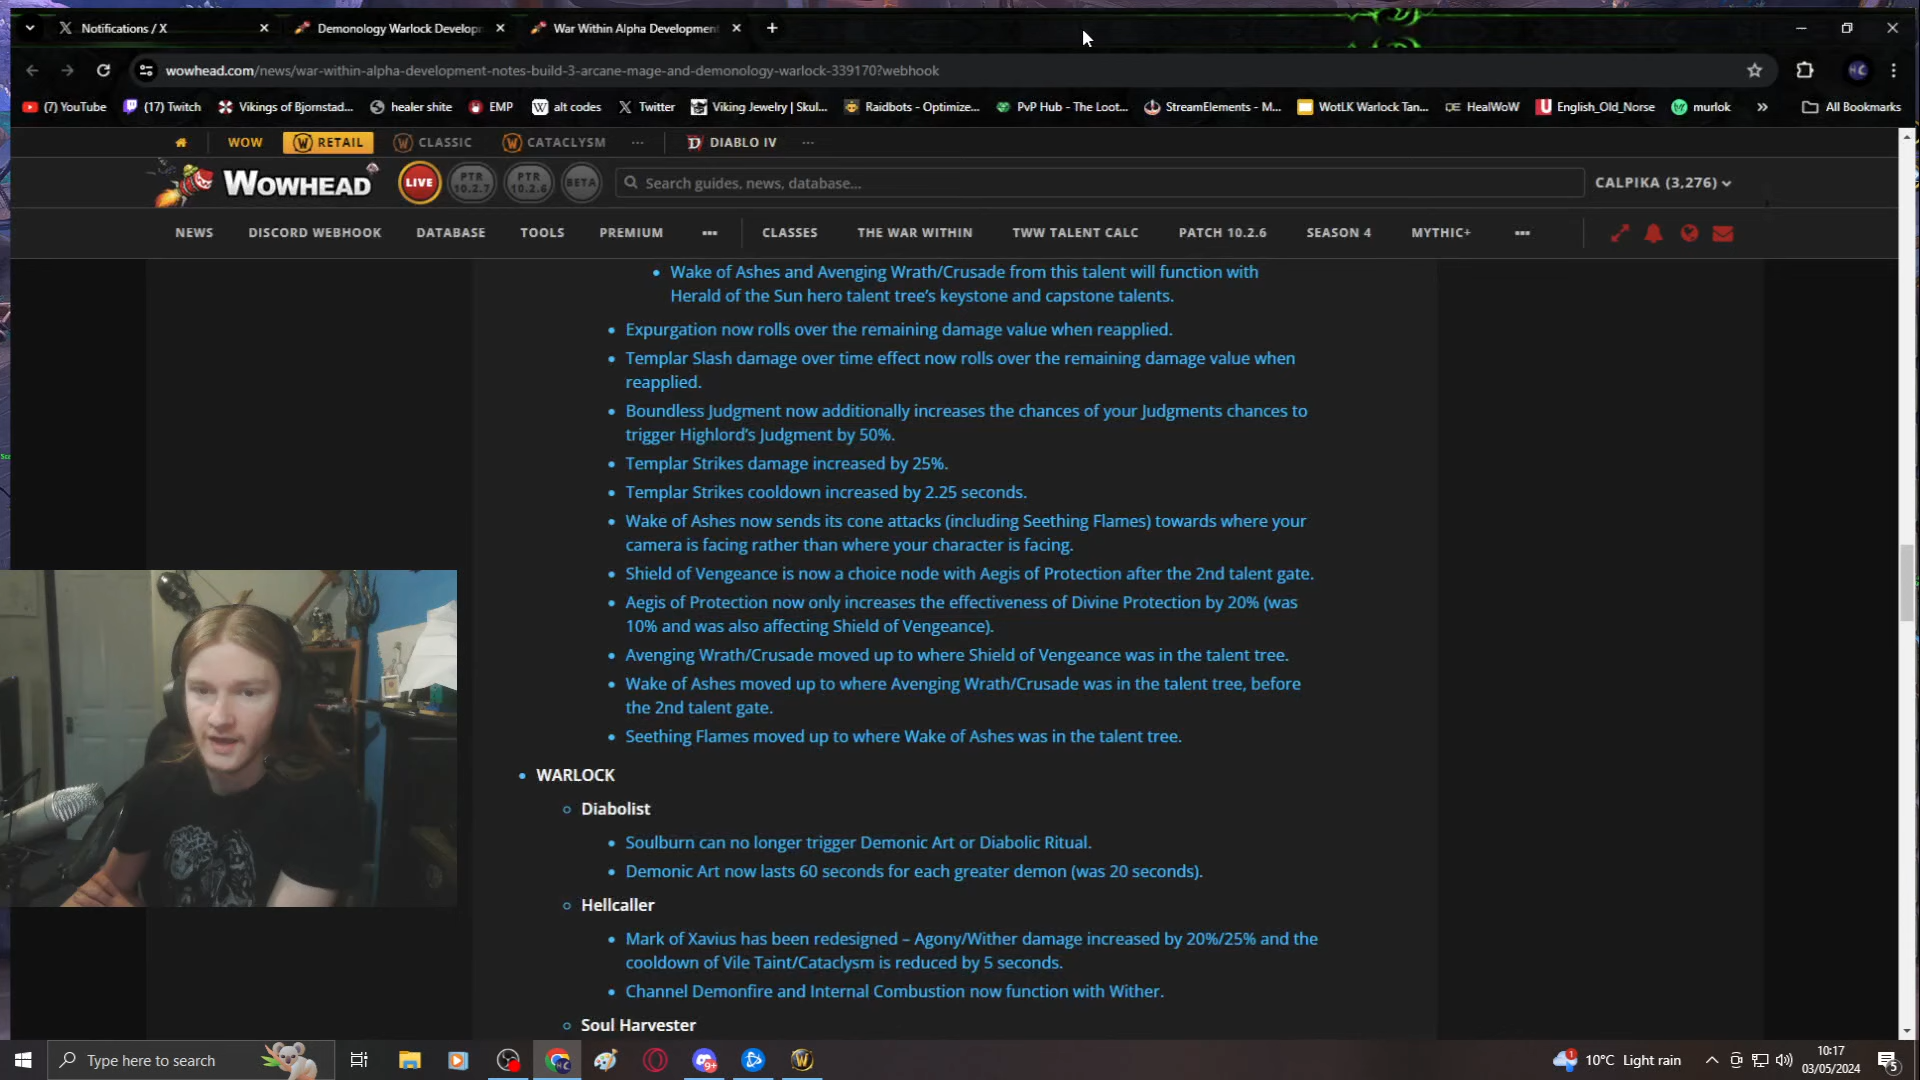 Notifications / X
Demonology Warlock Develop
War Within Alpha Development
wowhead.com/news/war-within-alpha-development-notes-build-3-arcane-mage-and-demonology-warlock-339170?webhook
HC
(7) YouTube
(17) Twitch
Vikings of Bjornstad...
healer shite
EMP
alt codes
Twitter
Viking Jewelry | Skul...
Raidbots - Optimize...
PvP Hub - The Loot...
StreamElements - M...
WotLK Warlock Tan...
HealWoW
English_Old_Norse
murlok
All Bookmarks
WOW
RETAIL
CLASSIC
CATACLYSM
DIABLO IV
WOWHEAD
LIVE
PTR 10.2.7
PTR 10.2.6
BETA
Search guides, news, database...
CALPIKA (3,276)
NEWS
DISCORD WEBHOOK
DATABASE
TOOLS
PREMIUM
CLASSES
THE WAR WITHIN
TWW TALENT CALC
PATCH 10.2.6
SEASON 4
MYTHIC+
Wake of Ashes and Avenging Wrath/Crusade from this talent will function with
Herald of the Sun hero talent tree's keystone and capstone talents.
Expurgation now rolls over the remaining damage value when reapplied.
Templar Slash damage over time effect now rolls over the remaining damage value when
reapplied.
Boundless Judgment now additionally increases the chances of your Judgments chances to
trigger Highlord's Judgment by 50%.
Templar Strikes damage increased by 25%.
Templar Strikes cooldown increased by 2.25 seconds.
Wake of Ashes now sends its cone attacks (including Seething Flames) towards where your
camera is facing rather than where your character is facing.
Shield of Vengeance is now a choice node with Aegis of Protection after the 2nd talent gate.
Aegis of Protection now only increases the effectiveness of Divine Protection by 20% (was
10% and was also affecting Shield of Vengeance).
Avenging Wrath/Crusade moved up to where Shield of Vengeance was in the talent tree.
Wake of Ashes moved up to where Avenging Wrath/Crusade was in the talent tree, before
the 2nd talent gate.
Seething Flames moved up to where Wake of Ashes was in the talent tree.
WARLOCK
Diabolist
Soulburn can no longer trigger Demonic Art or Diabolic Ritual.
Demonic Art now lasts 60 seconds for each greater demon (was 20 seconds).
Hellcaller
Mark of Xavius has been redesigned – Agony/Wither damage increased by 20%/25% and the
cooldown of Vile Taint/Cataclysm is reduced by 5 seconds.
Channel Demonfire and Internal Combustion now function with Wither.
Soul Harvester
Type here to search
9+
10°C Light rain
10:17
03/05/2024
5